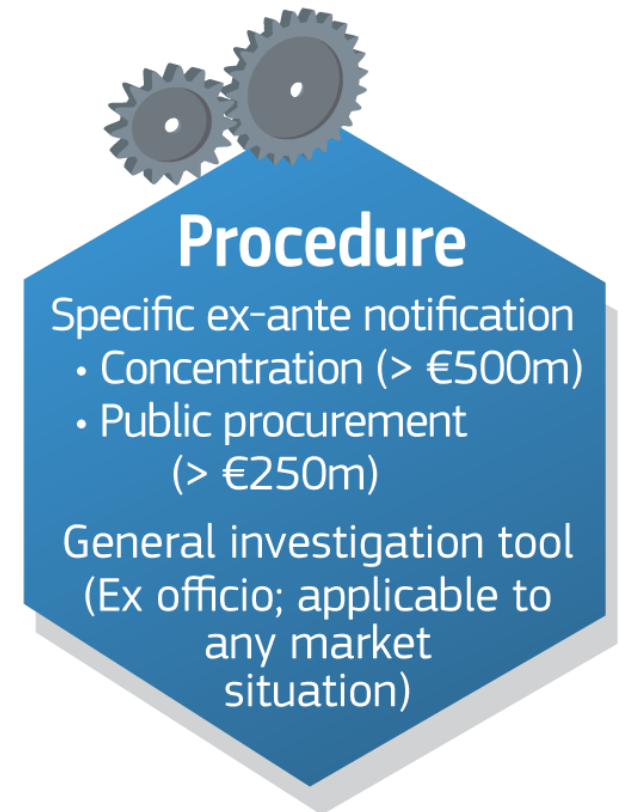 Procedure
Specific ex-ante notification
• Concentration (> €500m)
• Public procurement
(> €250m)
General investigation tool
(Ex officio; applicable to
any market
situation)